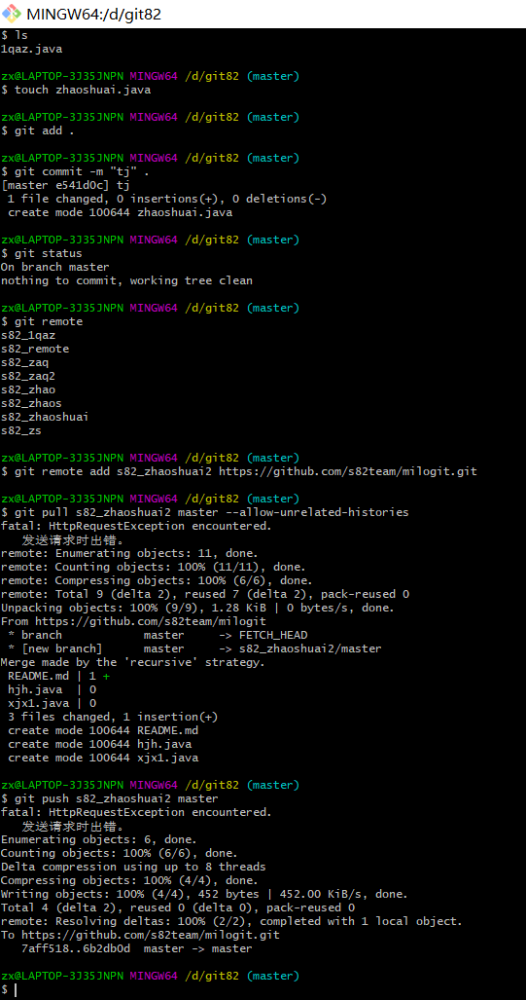 MINGW64:/d/git82
$ ls
1qaz.java
zx@LAPTOP-3J35JNPN MINGW64 /d/git82 (master)
$ touch zhaoshuai.java
zx@LAPTOP-3J35JNPN MINGW64 /d/git82 (master)
$ git add .
zx@LAPTOP-3J35JNPN MINGW64 /d/git82 (master)
$ git commit -m "tj" .
[master e541d0c] tj
 1 file changed, 0 insertions(+), 0 deletions(-)
 create mode 100644 zhaoshuai.java
zx@LAPTOP-3J35JNPN MINGW64 /d/git82 (master)
$ git status
On branch master
nothing to commit, working tree clean
zx@LAPTOP-3J35JNPN MINGW64 /d/git82 (master)
$ git remote
s82_1qaz
s82_remote
s82_zaq
s82_zaq2
s82_zhao
s82_zhaos
s82_zhaoshuai
s82_zs
zx@LAPTOP-3J35JNPN MINGW64 /d/git82 (master)
$ git remote add s82_zhaoshuai2 https://github.com/s82team/milogit.git
zx@LAPTOP-3J35JNPN MINGW64 /d/git82 (master)
$ git pull s82_zhaoshuai2 master --allow-unrelated-histories
fatal: HttpRequestException encountered.
   发送请求时出错。
remote: Enumerating objects: 11, done.
remote: Counting objects: 100% (11/11), done.
remote: Compressing objects: 100% (6/6), done.
remote: Total 9 (delta 2), reused 7 (delta 2), pack-reused 0
Unpacking objects: 100% (9/9), 1.28 KiB | 0 bytes/s, done.
From https://github.com/s82team/milogit
 * branch            master     -> FETCH_HEAD
 * [new branch]      master     -> s82_zhaoshuai2/master
Merge made by the 'recursive' strategy.
 README.md | 1 +
 hjh.java  | 0
 xjx1.java | 0
 3 files changed, 1 insertion(+)
 create mode 100644 README.md
 create mode 100644 hjh.java
 create mode 100644 xjx1.java
zx@LAPTOP-3J35JNPN MINGW64 /d/git82 (master)
$ git push s82_zhaoshuai2 master
fatal: HttpRequestException encountered.
   发送请求时出错。
Enumerating objects: 6, done.
Counting objects: 100% (6/6), done.
Delta compression using up to 8 threads
Compressing objects: 100% (4/4), done.
Writing objects: 100% (4/4), 452 bytes | 452.00 KiB/s, done.
Total 4 (delta 2), reused 0 (delta 0), pack-reused 0
remote: Resolving deltas: 100% (2/2), completed with 1 local object.
To https://github.com/s82team/milogit.git
   7aff518..6b2db0d  master -> master
zx@LAPTOP-3J35JNPN MINGW64 /d/git82 (master)
$